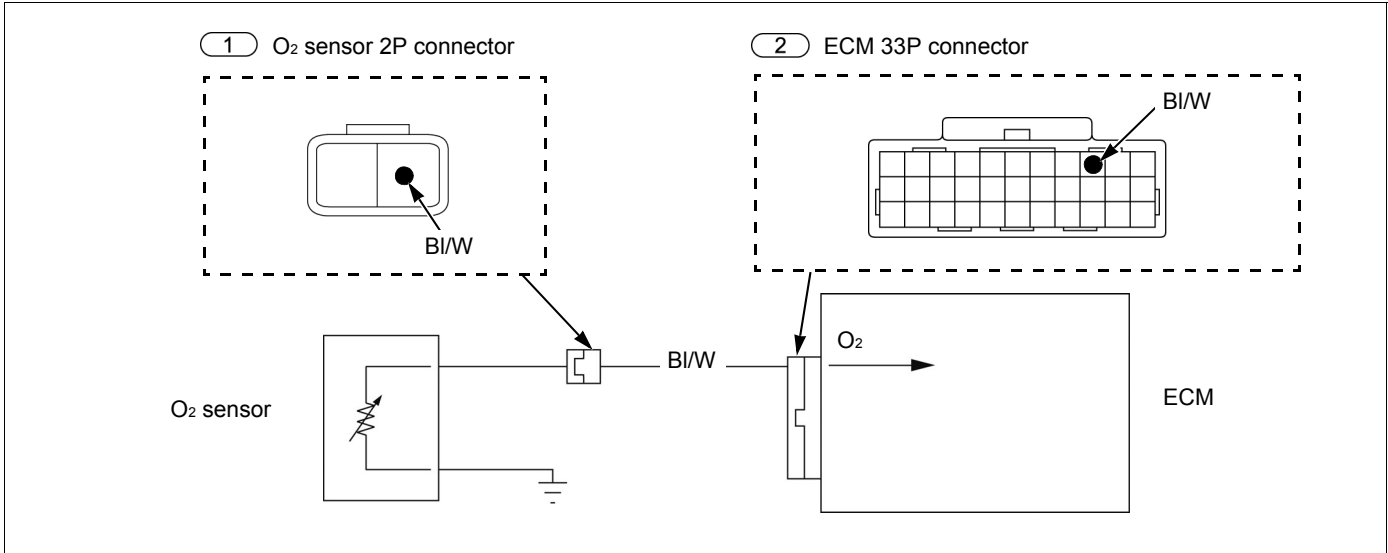 1 O2 sensor 2P connector
2 ECM 33P connector
Bl/W
Bl/W
Bl/W
O2
O2 sensor
ECM